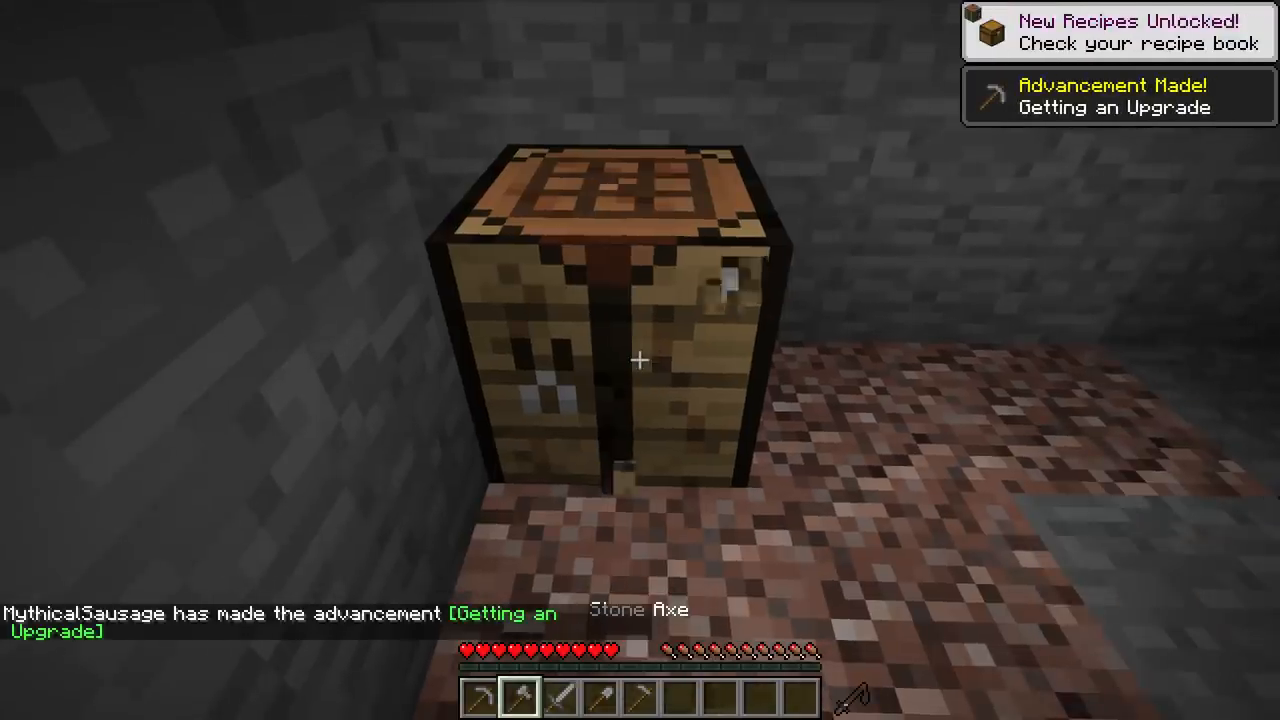 New Recipes Unlocked!
Check your recipe book
Advancement Made!
Getting an Upgrade
MythicalSausage has made the advancement [Getting an
Upgrade]
Stone Axe